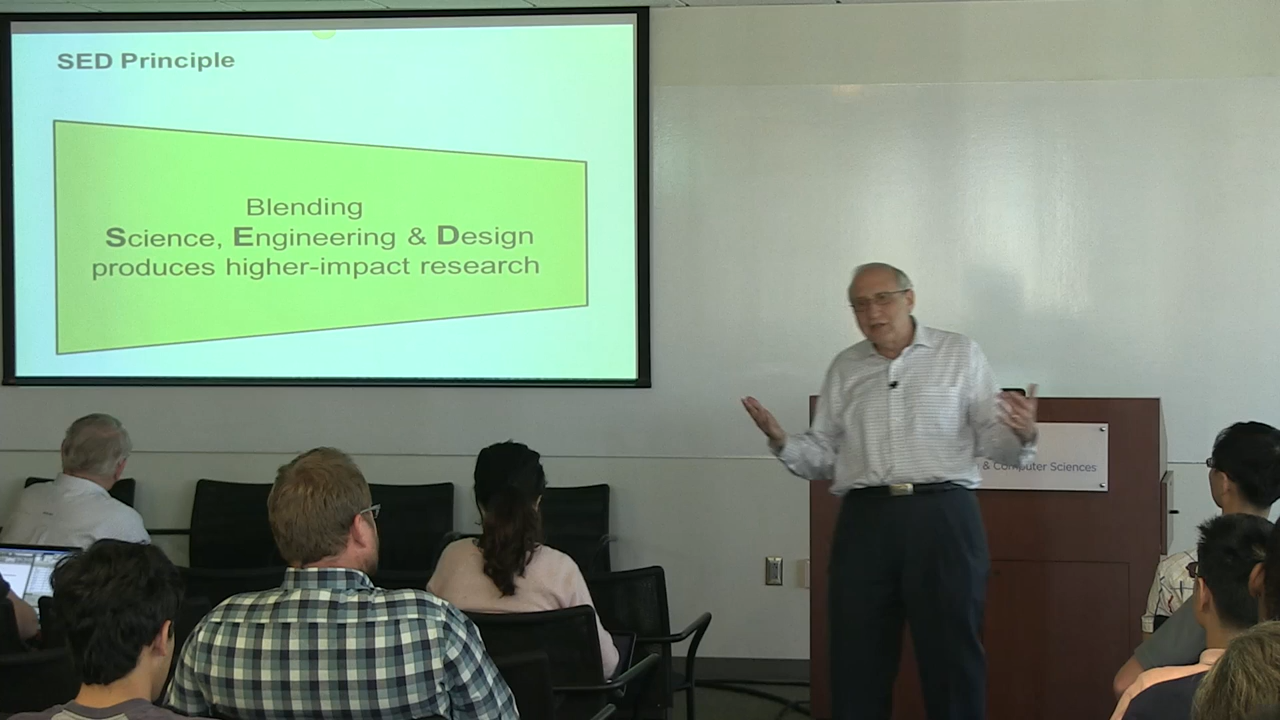 SED Principle
Blending
Science, Engineering & Design
produces higher-impact research
& Computer Sciences